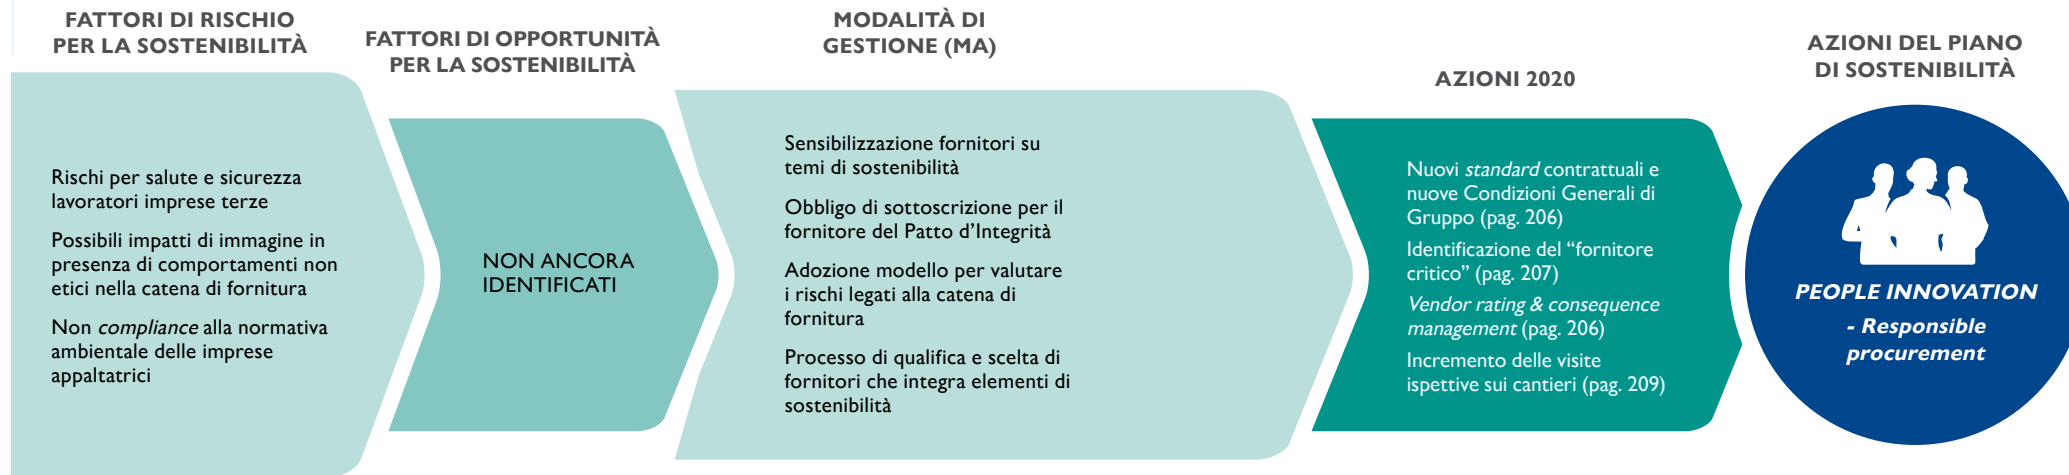 FATTORI DI RISCHIO
PER LA SOSTENIBILITÀ
Rischi per salute e sicurezza
lavoratori imprese terze
Possibili impatti di immagine in
presenza di comportamenti non
etici nella catena di fornitura
Non compliance alla normativa
ambientale delle imprese
appaltatrici
FATTORI DI OPPORTUNITÀ
PER LA SOSTENIBILITÀ
NON ANCORA
IDENTIFICATI
MODALITÀ DI
GESTIONE (MA)
Sensibilizzazione fornitori su
temi di sostenibilità
Obbligo di sottoscrizione per il
fornitore del Patto d’Integrità
Adozione modello per valutare
i rischi legati alla catena di
fornitura
Processo di qualifica e scelta di
fornitori che integra elementi di
sostenibilità
AZIONI 2020
Nuovi standard contrattuali e
nuove Condizioni Generali di
Gruppo (pag. 206)
Identificazione del “fornitore
critico” (pag. 207)
Vendor rating & consequence
management (pag. 206)
Incremento delle visite
ispettive sui cantieri (pag. 209)
AZIONI DEL PIANO
DI SOSTENIBILITÀ
PEOPLE INNOVATION
- Responsible
procurement